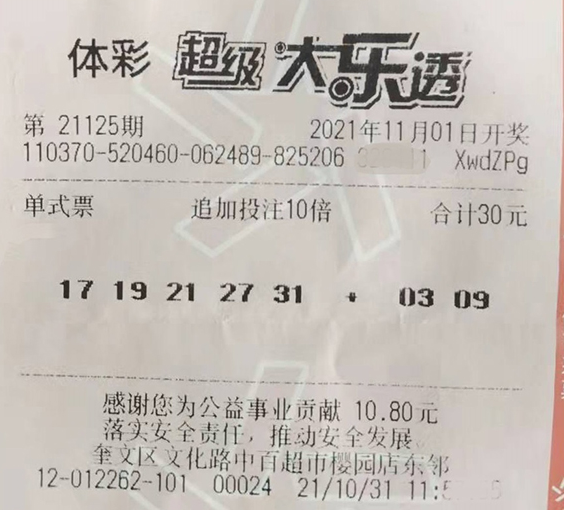 体彩 超级大乐透
第 21125期 2021年11月01日开奖
110370-520460-062489-825206 XwdZPg
单式票 追加投注10倍 合计30元
17 19 21 27 31 + 03 09
感谢您为公益事业贡献 10.80元
落实安全责任，推动安全发展。
奎文区文化路中百超市樱园店东邻
12-012262-101 00024 21/10/31 11: